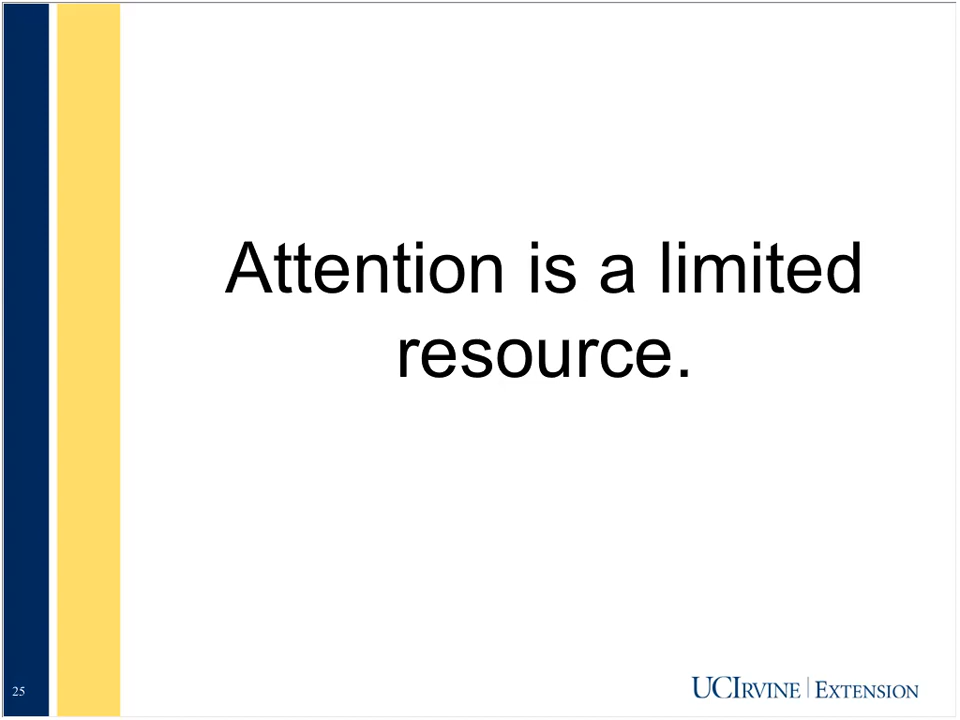 Attention is a limited
resource.
25
UCIRVINE | EXTENSION